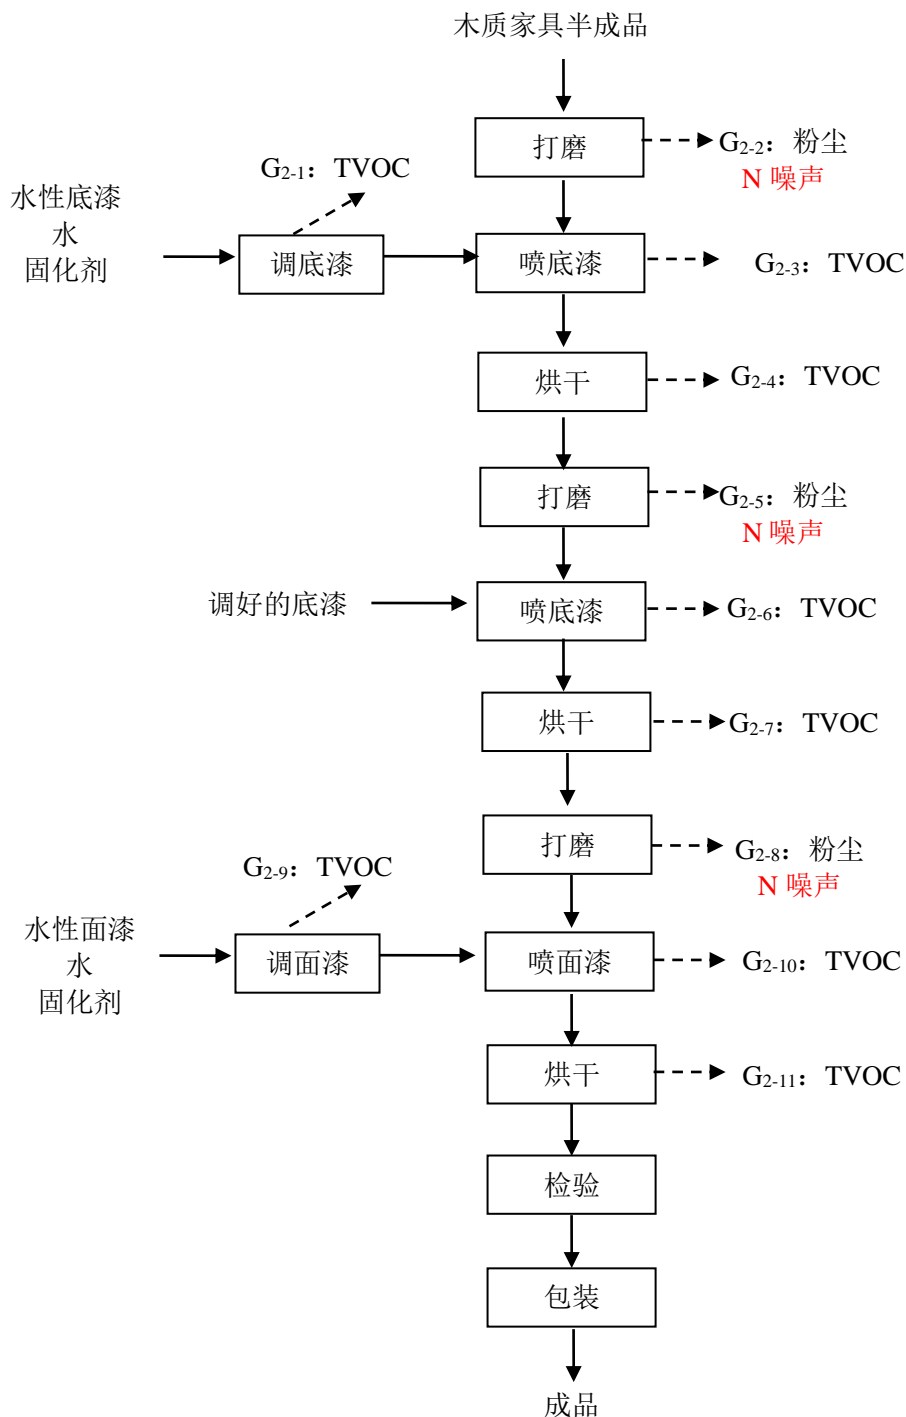 木质家具半成品
打磨
G2-2：粉尘
N 噪声
G2-1：TVOC
水性底漆
水
固化剂
调底漆
喷底漆
G2-3：TVOC
烘干
G2-4：TVOC
打磨
G2-5：粉尘
N 噪声
调好的底漆
喷底漆
G2-6：TVOC
烘干
G2-7：TVOC
打磨
G2-8：粉尘
N 噪声
G2-9：TVOC
水性面漆
水
固化剂
调面漆
喷面漆
G2-10：TVOC
烘干
G2-11：TVOC
检验
包装
成品